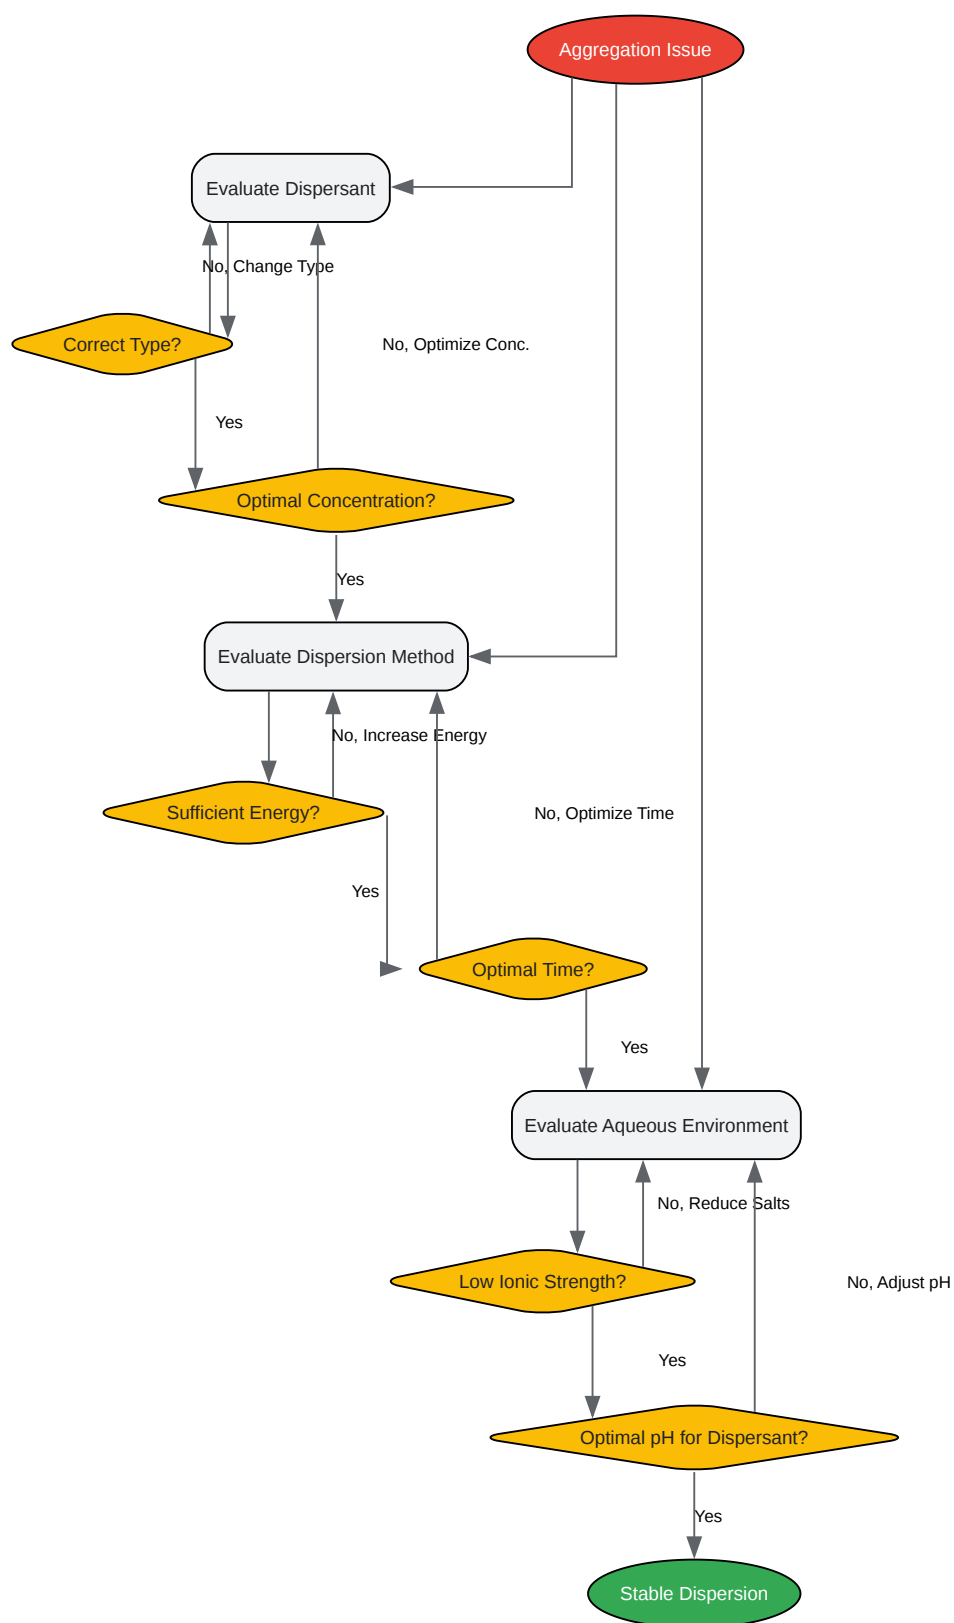 Aggregation Issue
Evaluate Dispersant
No, Change Type
Correct Type?
No, Optimize Conc.
Yes
Optimal Concentration?
Yes
Evaluate Dispersion Method
No, Increase Energy
Sufficient Energy?
No, Optimize Time
Yes
Optimal Time?
Yes
Evaluate Aqueous Environment
No, Reduce Salts
Low Ionic Strength?
No, Adjust pH
Yes
Optimal pH for Dispersant?
Yes
Stable Dispersion